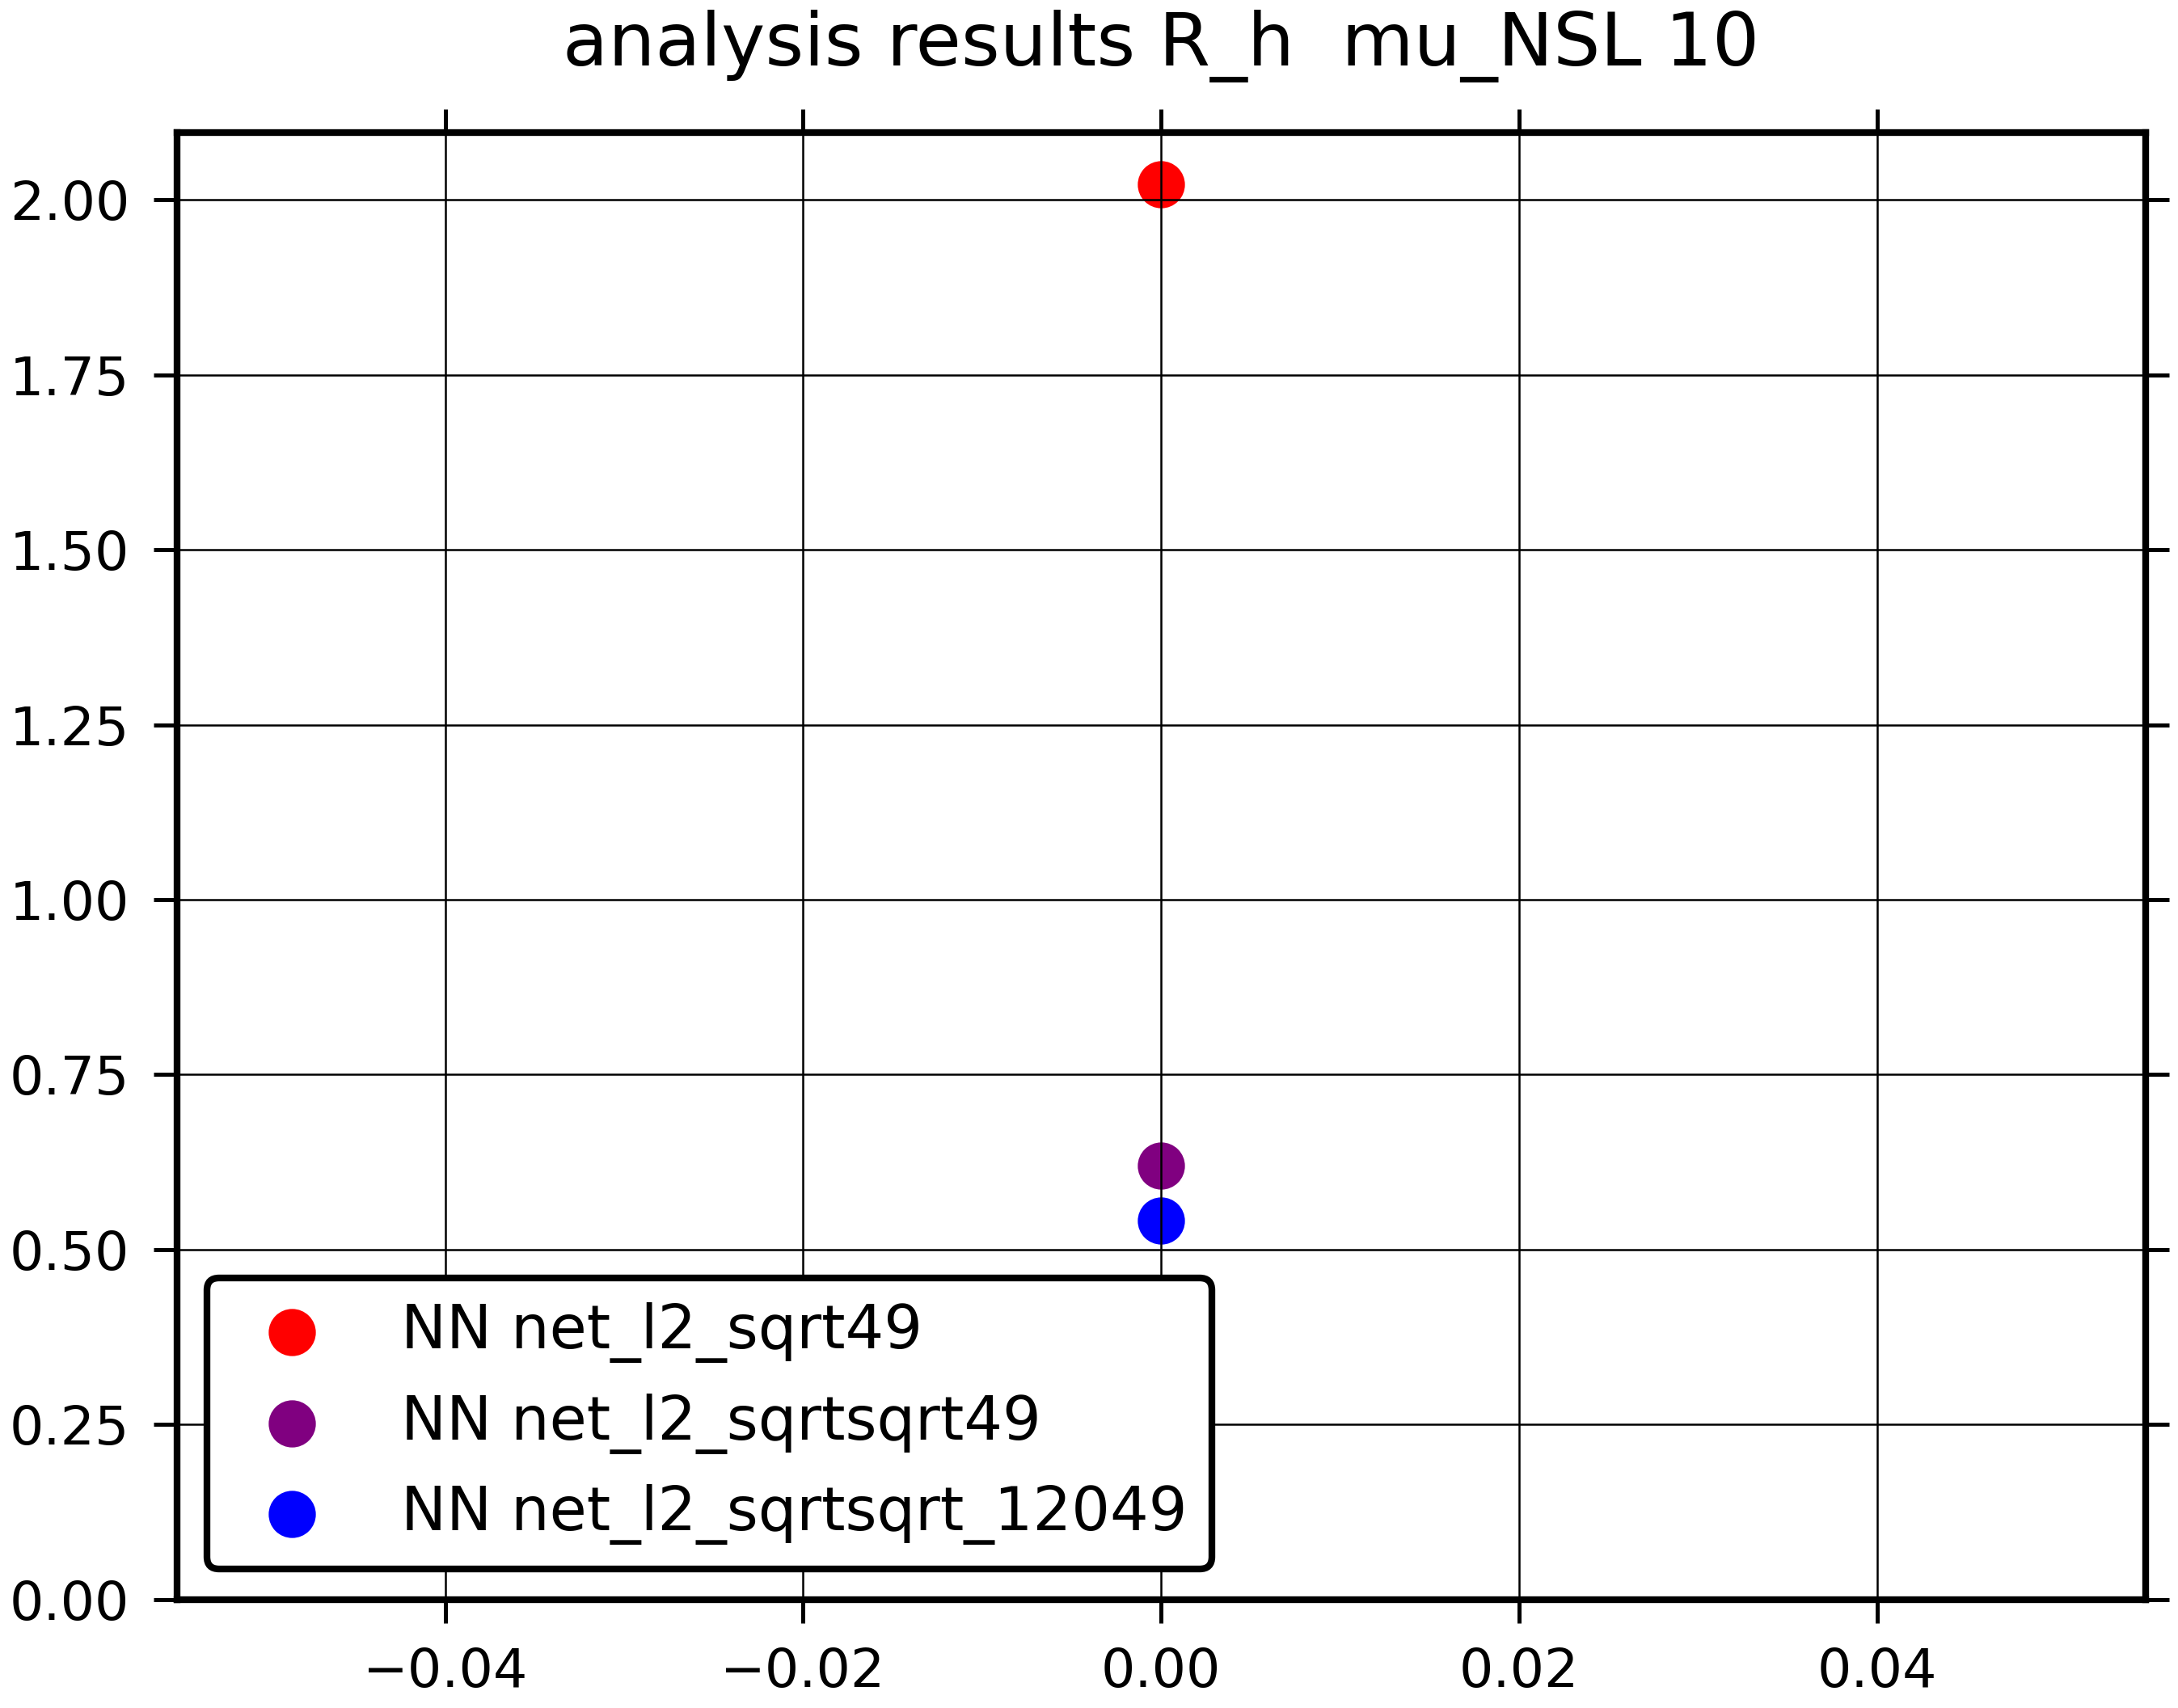 analysis results R_h  mu_NSL 10
2.00
1.75
1.50
1.25
1.00
0.75
0.50
0.25
0.00
NN net_l2_sqrt49
NN net_l2_sqrtsqrt49
NN net_l2_sqrtsqrt_12049
−0.04 −0.02 0.00 0.02 0.04